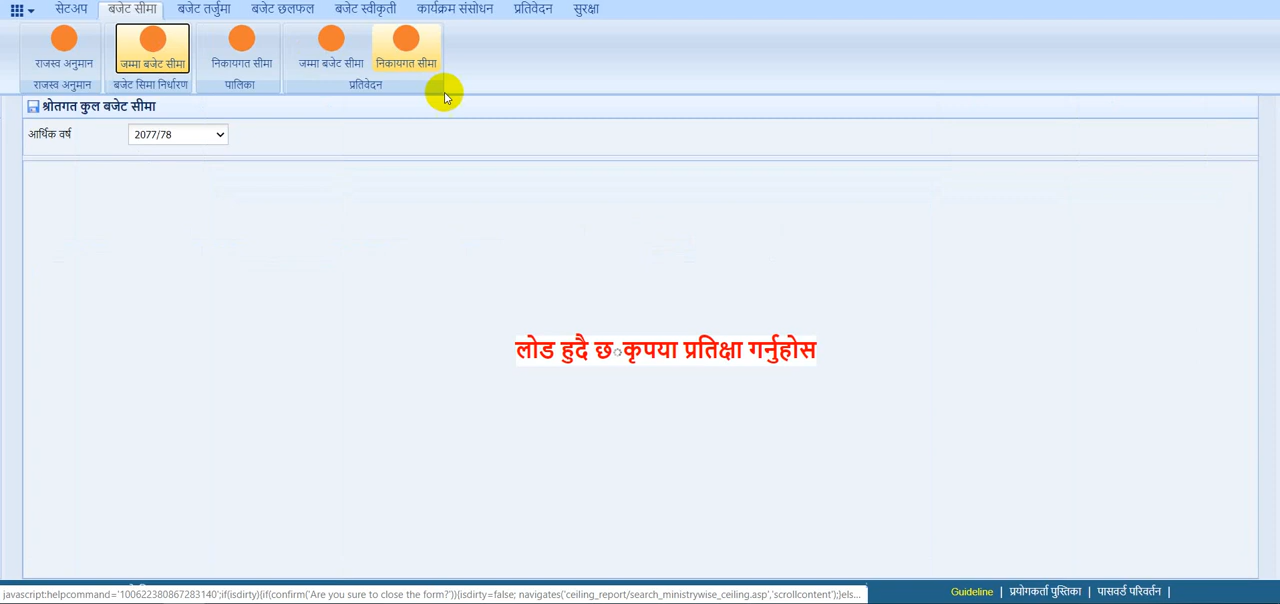 सेटअप बजेट सीमा बजेट तर्जुमा बजेट छलफल बजेट स्वीकृती कार्यक्रम संसोधन प्रतिवेदन सुरक्षा
राजस्व अनुमान जम्मा बजेट सीमा निकायगत सीमा जम्मा बजेट सीमा निकायगत सीमा
राजस्व अनुमान बजेट सिमा निर्धारण पालिका प्रतिवेदन
श्रोतगत कुल बजेट सीमा
आर्थिक वर्ष 2077/78
लोड हुदै छ कृपया प्रतिक्षा गर्नुहोस
Guideline | प्रयोगकर्ता पुस्तिका | पासवर्ड परिवर्तन |
javascript:helpcommand='100622380867283140';if(isdirty){if(confirm('Are you sure to close the form?')){isdirty=false; navigates('ceiling_report/search_ministrywise_ceiling.asp','scrollcontent');}els...